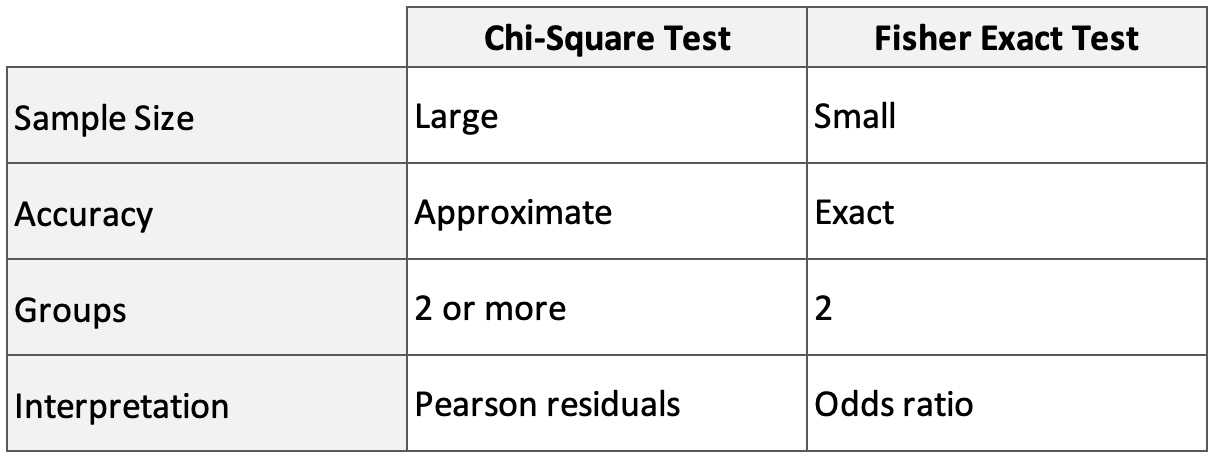 Chi-Square Test Fisher Exact Test
Sample Size Large Small
Accuracy Approximate Exact
Groups 2 or more 2
Interpretation Pearson residuals Odds ratio